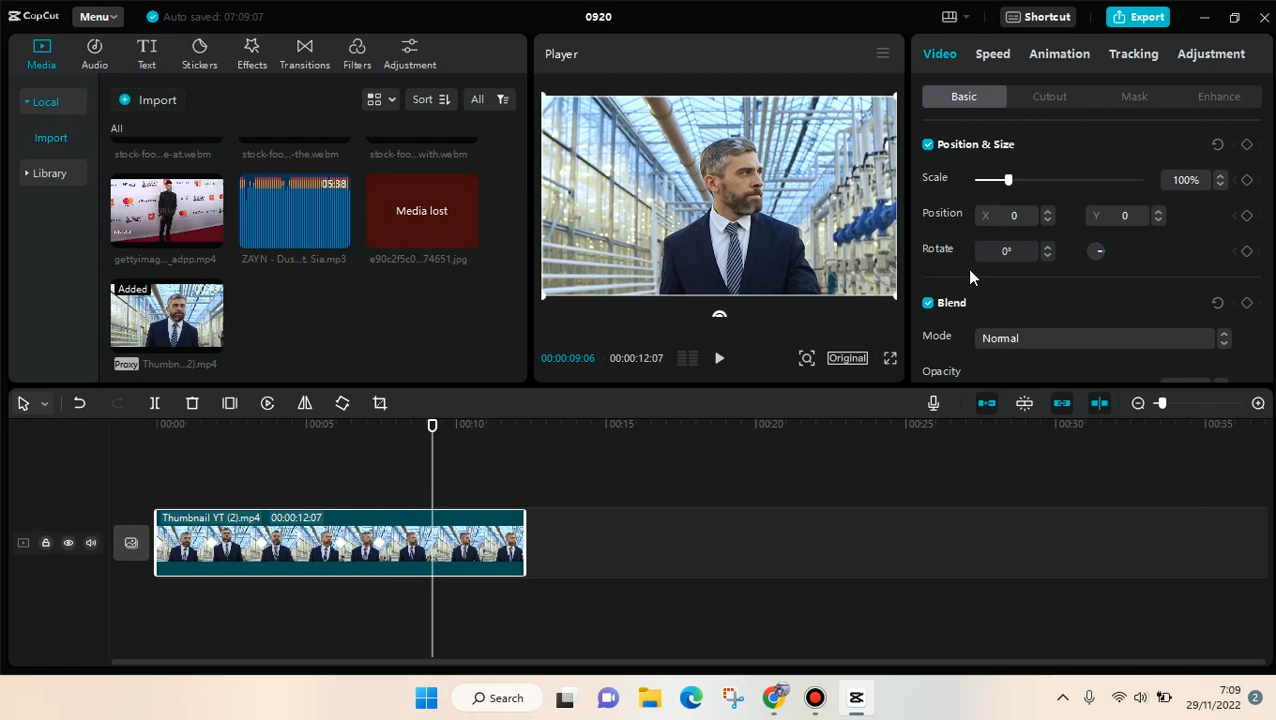 CapCut
Menu
Auto saved: 07:09:07
0920
Shortcut
Export
Media
Audio
Text
Stickers
Effects
Transitions
Filters
Adjustment
Local
Import
Library
Import
Sort
All
All
stock-foo...e-at.webm
stock-foo...-the.webm
stock-foo...with.webm
05:38
Media lost
gettyimag..._adpp.mp4
ZAYN - Dus...t. Sia.mp3
e90c2f5c0...74651.jpg
Added
Proxy
Thumbn...2).mp4
Player
00:00:09:06
00:00:12:07
Original
Video
Speed
Animation
Tracking
Adjustment
Basic
Cutout
Mask
Enhance
Position & Size
Scale
100%
Position
X 0
Y 0
Rotate
0°
Blend
Mode
Normal
Opacity
00:00
00:05
00:10
00:15
00:20
00:25
00:30
00:35
Thumbnail YT (2).mp4 00:00:12:07
Search
7:09
29/11/2022
2